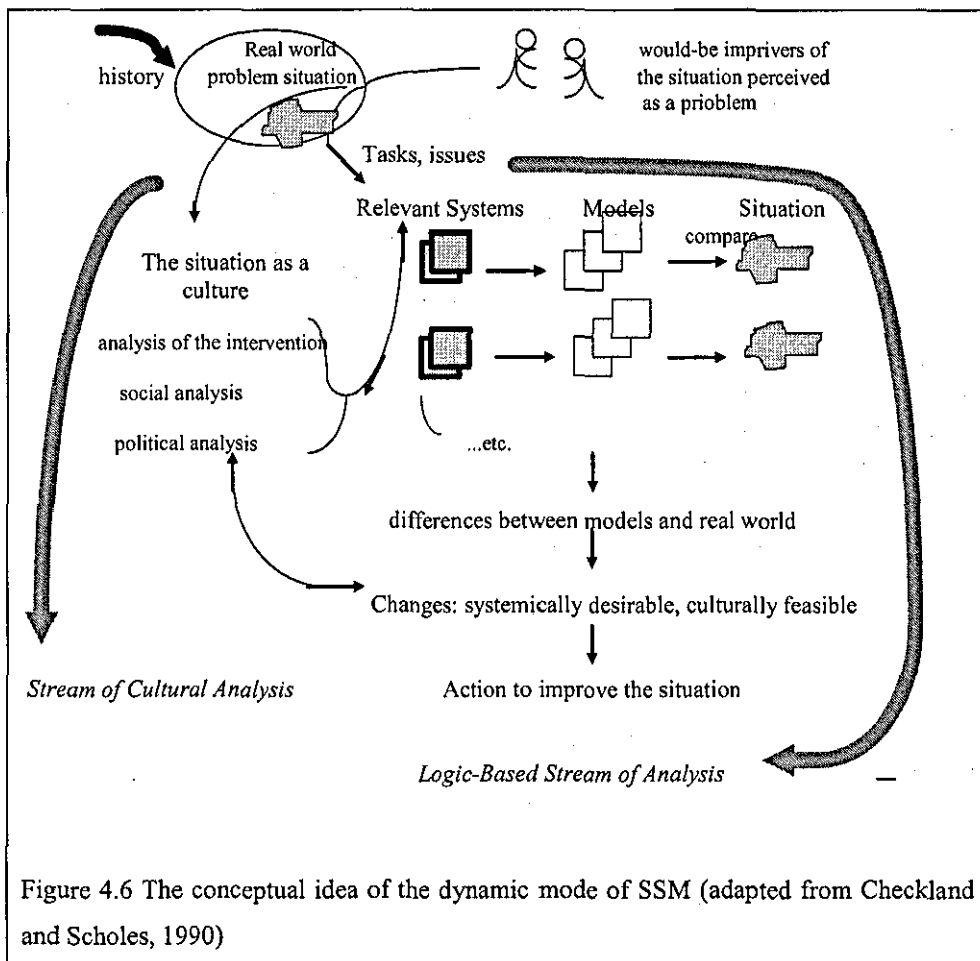 Real world
history
problem situation
would-be imprivers of
the situation perceived
as a prioblem
Tasks, issues
Relevant Systems
Models
Situation
compare
The situation as a
culture
analysis of the intervention
social analysis
political analysis
...etc.
differences between models and real world
Changes: systemically desirable, culturally feasible
Stream of Cultural Analysis
Action to improve the situation
Logic-Based Stream of Analysis
Figure 4.6 The conceptual idea of the dynamic mode of SSM (adapted from Checkland
and Scholes, 1990)